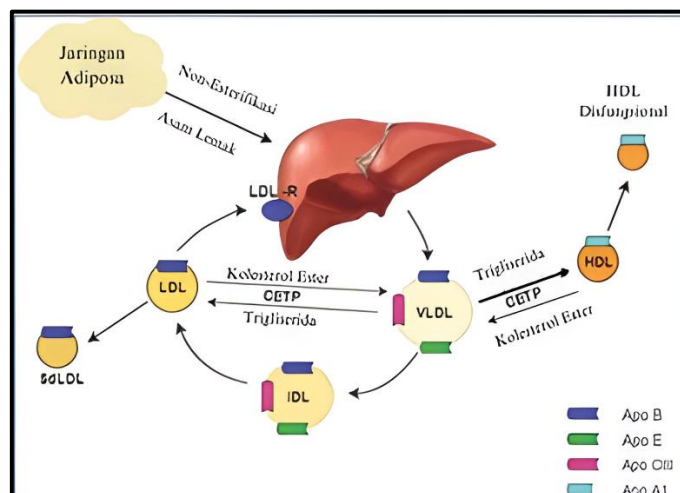 Jaringan
Adiposa
Non-Esterifikasi
Asam Lemak
HDL
Disfungsional
LDL-R
LDL
Kolesterol Ester
CETP
Trigliserida
VLDL
Trigliserida
CETP
Kolesterol Ester
HDL
sdLDL
IDL
Apo B
Apo E
Apo CIII
Apo A1